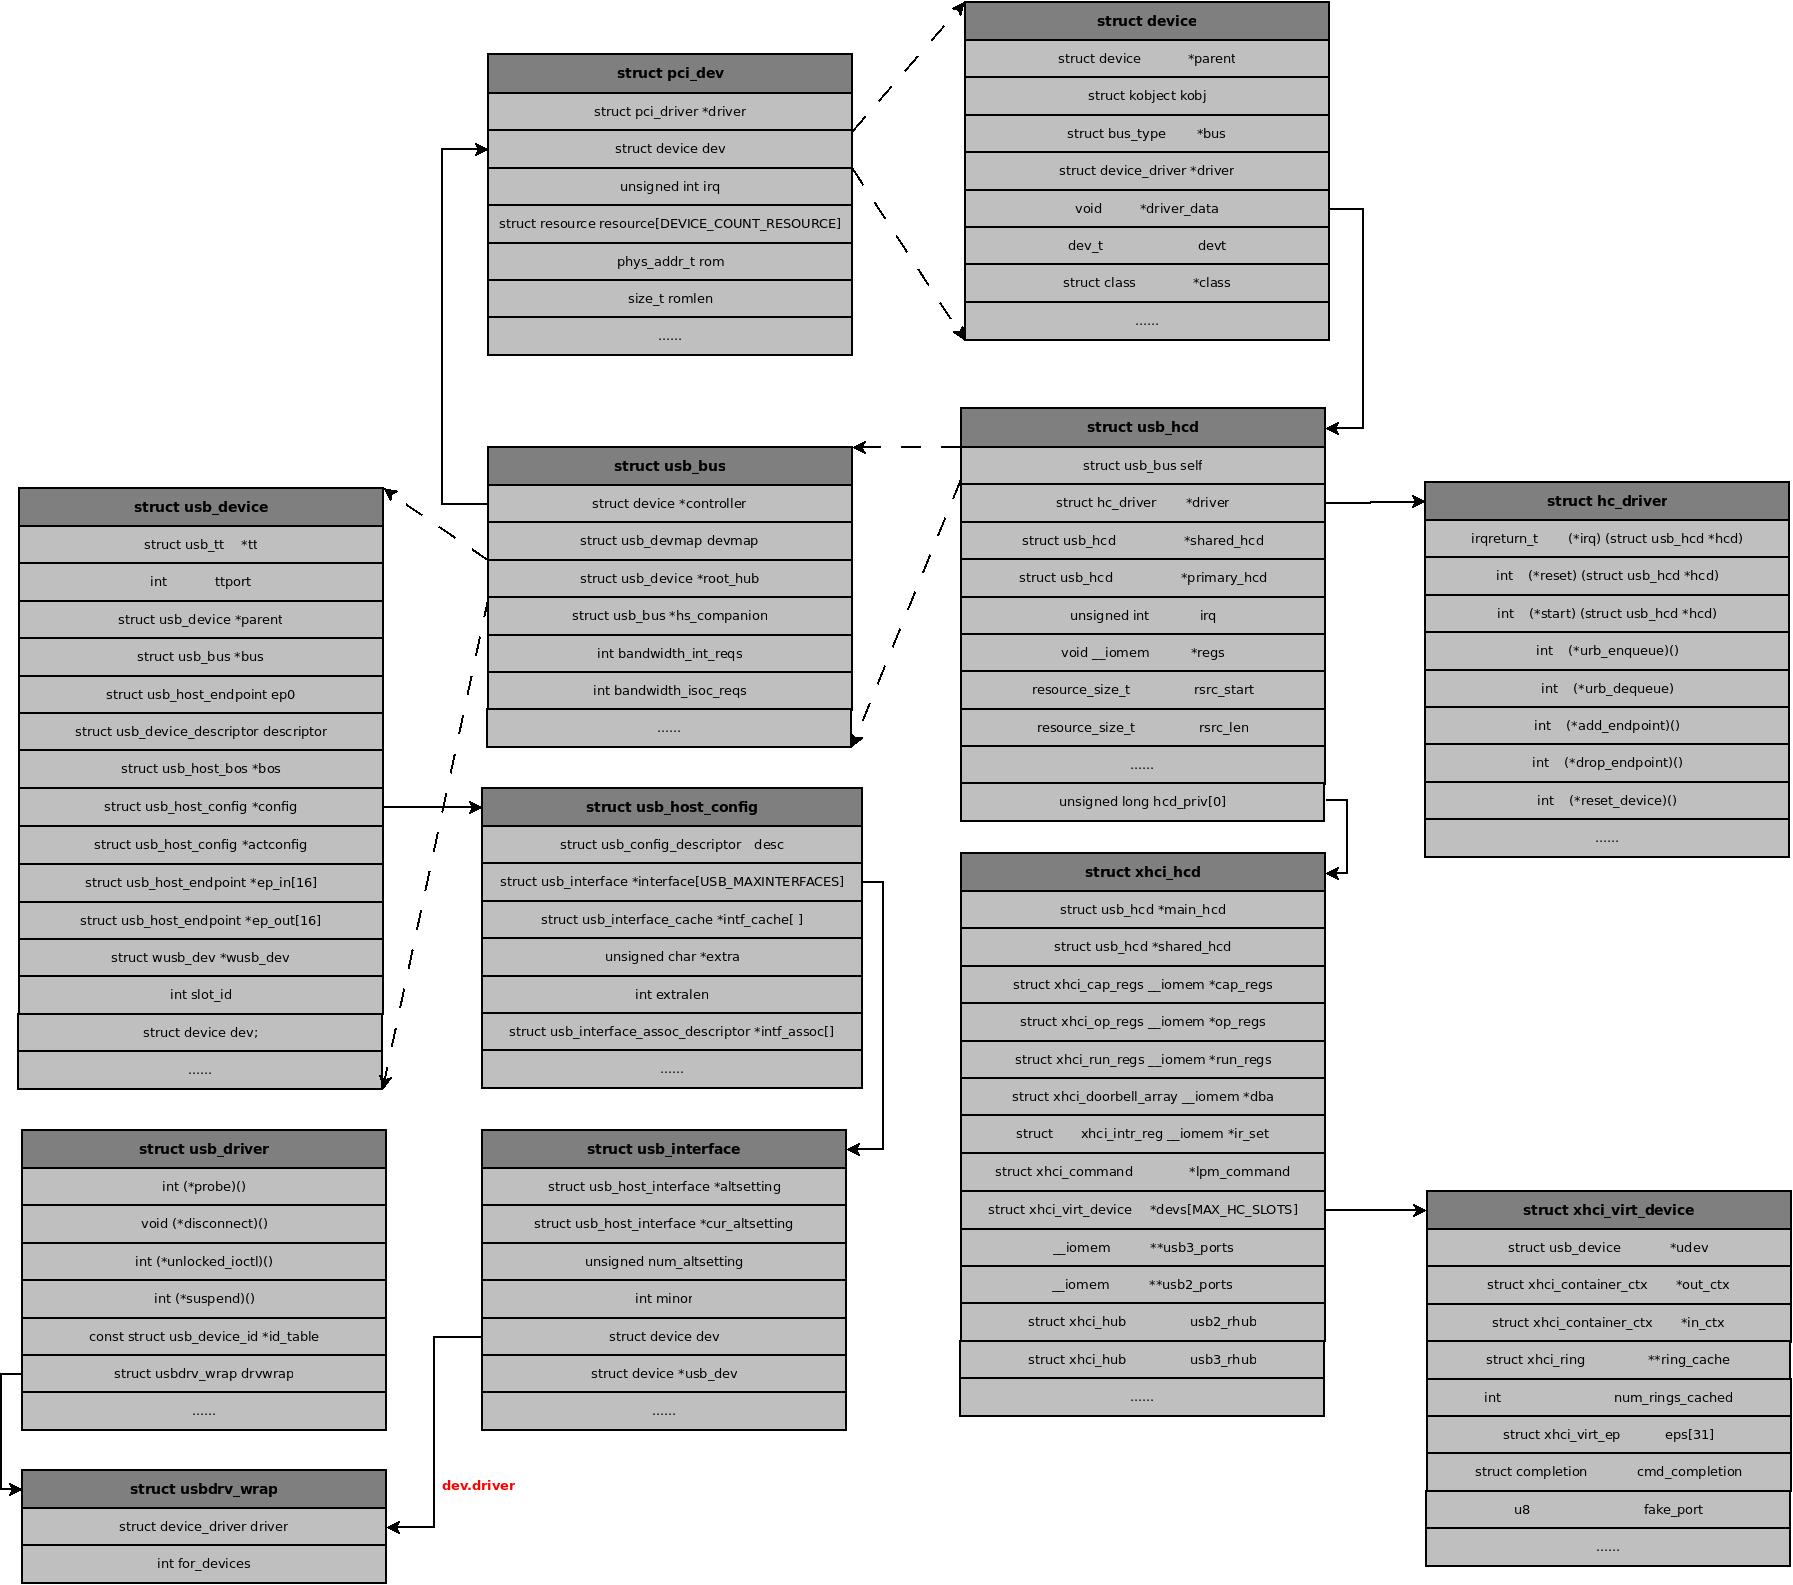 struct pci_dev
struct pci_driver *driver
struct device dev
unsigned int irq
struct resource resource[DEVICE_COUNT_RESOURCE]
phys_addr_t rom
size_t romlen
......
struct device
struct device *parent
struct kobject kobj
struct bus_type *bus
struct device_driver *driver
void *driver_data
dev_t devt
struct class *class
......
struct usb_device
struct usb_tt *tt
int ttport
struct usb_device *parent
struct usb_bus *bus
struct usb_host_endpoint ep0
struct usb_device_descriptor descriptor
struct usb_host_bos *bos
struct usb_host_config *config
struct usb_host_config *actconfig
struct usb_host_endpoint *ep_in[16]
struct usb_host_endpoint *ep_out[16]
struct wusb_dev *wusb_dev
int slot_id
struct device dev;
......
struct usb_bus
struct device *controller
struct usb_devmap devmap
struct usb_device *root_hub
struct usb_bus *hs_companion
int bandwidth_int_reqs
int bandwidth_isoc_reqs
......
struct usb_hcd
struct usb_bus self
struct hc_driver *driver
struct usb_hcd *shared_hcd
struct usb_hcd *primary_hcd
unsigned int irq
void __iomem *regs
resource_size_t rsrc_start
resource_size_t rsrc_len
......
unsigned long hcd_priv[0]
struct hc_driver
irqreturn_t (*irq) (struct usb_hcd *hcd)
int (*reset) (struct usb_hcd *hcd)
int (*start) (struct usb_hcd *hcd)
int (*urb_enqueue)()
int (*urb_dequeue)
int (*add_endpoint)()
int (*drop_endpoint)()
int (*reset_device)()
......
struct usb_host_config
struct usb_config_descriptor desc
struct usb_interface *interface[USB_MAXINTERFACES]
struct usb_interface_cache *intf_cache[ ]
unsigned char *extra
int extralen
struct usb_interface_assoc_descriptor *intf_assoc[]
......
struct xhci_hcd
struct usb_hcd *main_hcd
struct usb_hcd *shared_hcd
struct xhci_cap_regs __iomem *cap_regs
struct xhci_op_regs __iomem *op_regs
struct xhci_run_regs __iomem *run_regs
struct xhci_doorbell_array __iomem *dba
struct xhci_intr_reg __iomem *ir_set
struct xhci_command *lpm_command
struct xhci_virt_device *devs[MAX_HC_SLOTS]
__iomem **usb3_ports
__iomem **usb2_ports
struct xhci_hub usb2_rhub
struct xhci_hub usb3_rhub
......
struct usb_driver
int (*probe)()
void (*disconnect)()
int (*unlocked_ioctl)()
int (*suspend)()
const struct usb_device_id *id_table
struct usbdrv_wrap drvwrap
......
struct usb_interface
struct usb_host_interface *altsetting
struct usb_host_interface *cur_altsetting
unsigned num_altsetting
int minor
struct device dev
struct device *usb_dev
......
struct xhci_virt_device
struct usb_device *udev
struct xhci_container_ctx *out_ctx
struct xhci_container_ctx *in_ctx
struct xhci_ring **ring_cache
int num_rings_cached
struct xhci_virt_ep eps[31]
struct completion cmd_completion
u8 fake_port
......
struct usbdrv_wrap
struct device_driver driver
int for_devices
dev.driver